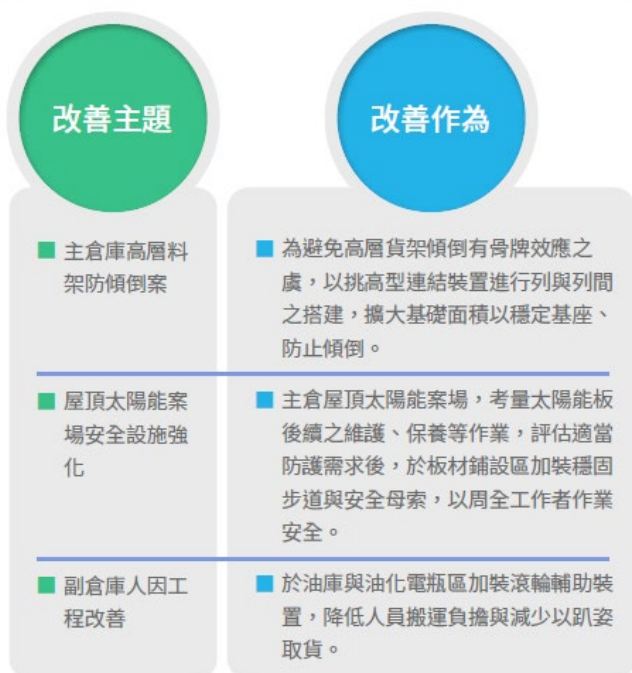 改善主題
改善作為
主倉庫高層料
架防傾倒案
為避免高層貨架傾倒有骨牌效應之
虞，以挑高型連結裝置進行列與列間
之搭建，擴大基礎面積以穩定基座、
防止傾倒。
屋頂太陽能案
場安全設施強
化
主倉屋頂太陽能案場，考量太陽能板
後續之維護、保養等作業，評估適當
防護需求後，於板材鋪設區加裝穩固
步道與安全母索，以周全工作者作業
安全。
副倉庫人因工
程改善
於油庫與油化電瓶區加裝滾輪輔助裝
置，降低人員搬運負擔與減少以趴姿
取貨。